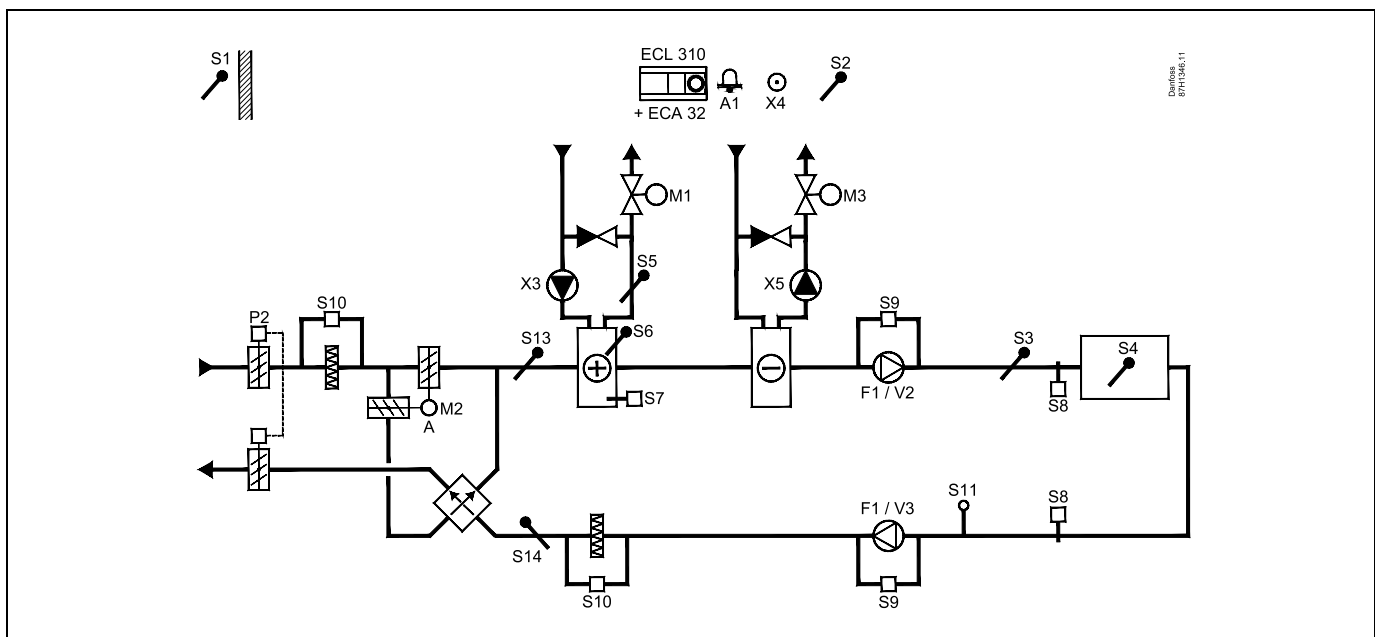 S1
ECL 310
+ ECA 32
A1
X4
S2
Danfoss
87H1346.11
M1
M3
S5
X3
X5
P2
S10
S13
S6
S9
S3
S4
S7
F1 / V2
S8
M2
A
S11
S8
F1 / V3
S14
S10
S9